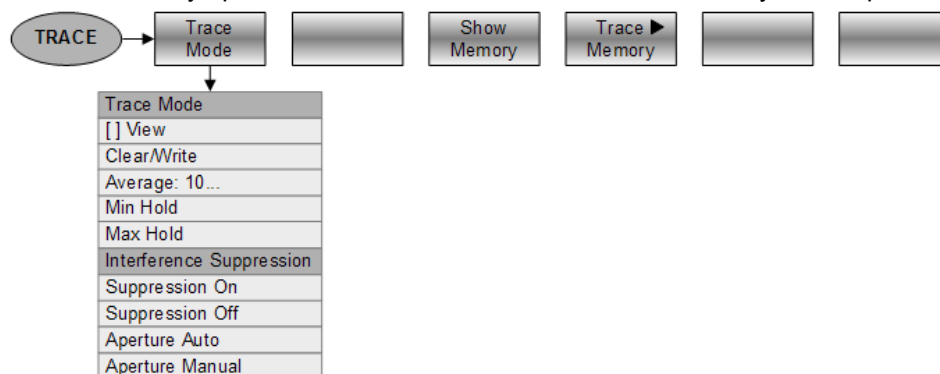 TRACE
Trace
Mode
Show
Memory
Trace ▶
Memory
Trace Mode
[ ] View
Clear/Write
Average: 10...
Min Hold
Max Hold
Interference Suppression
Suppression On
Suppression Off
Aperture Auto
Aperture Manual